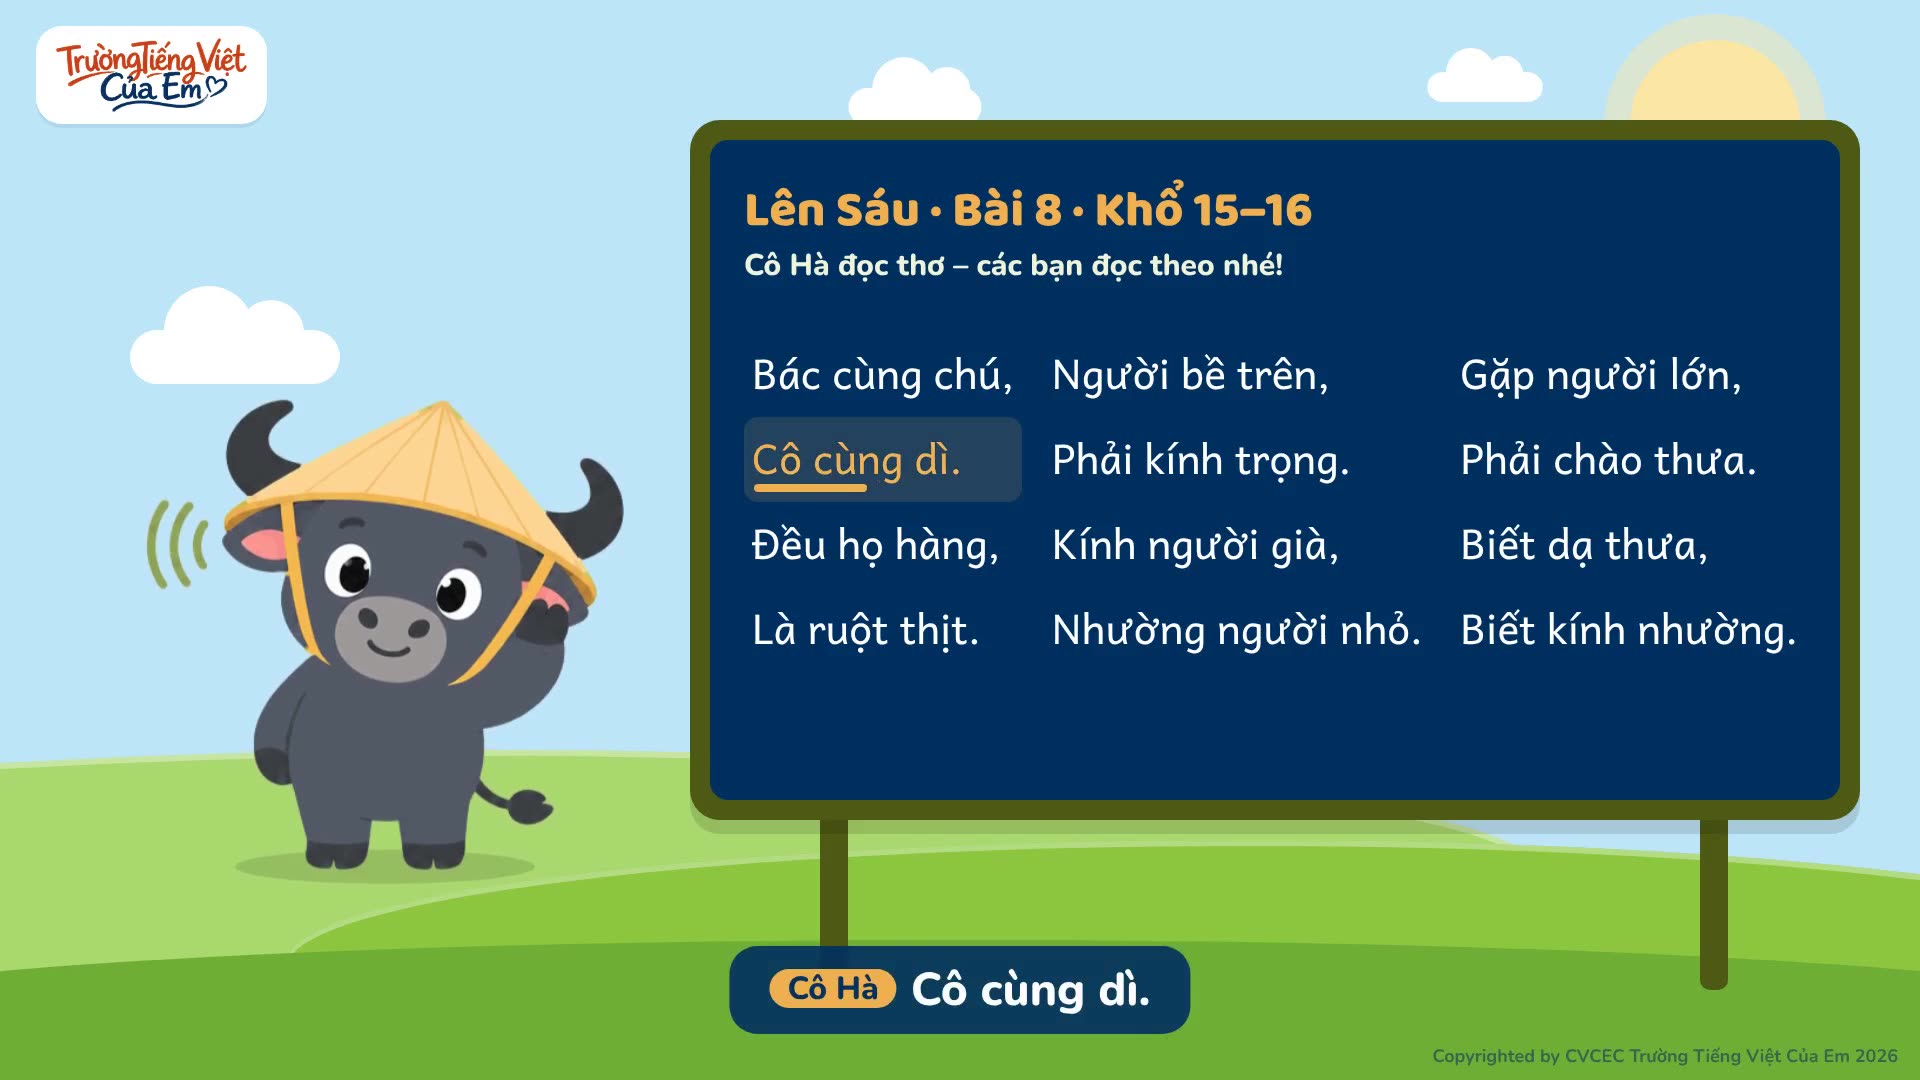 Trường Tiếng Việt
Của Em
Lên Sáu · Bài 8 · Khổ 15–16
Cô Hà đọc thơ – các bạn đọc theo nhé!
Bác cùng chú,
Cô cùng dì.
Đều họ hàng,
Là ruột thịt.
Người bề trên,
Phải kính trọng.
Kính người già,
Nhường người nhỏ.
Gặp người lớn,
Phải chào thưa.
Biết dạ thưa,
Biết kính nhường.
Cô Hà Cô cùng dì.
Copyrighted by CVCEC Trường Tiếng Việt Của Em 2026